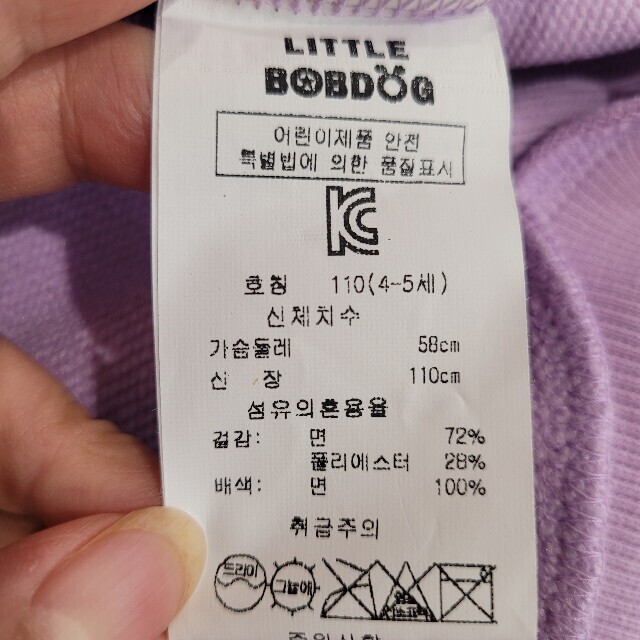 LITTLE
BOBDOG
어린이제품 안전
특별법에 의한 품질표시
KC
호칭 110(4-5세)
신체치수
가슴둘레 58cm
신 장 110cm
섬유의혼용율
겉감: 면 72%
폴리에스터 28%
배색: 면 100%
취급주의
드라이